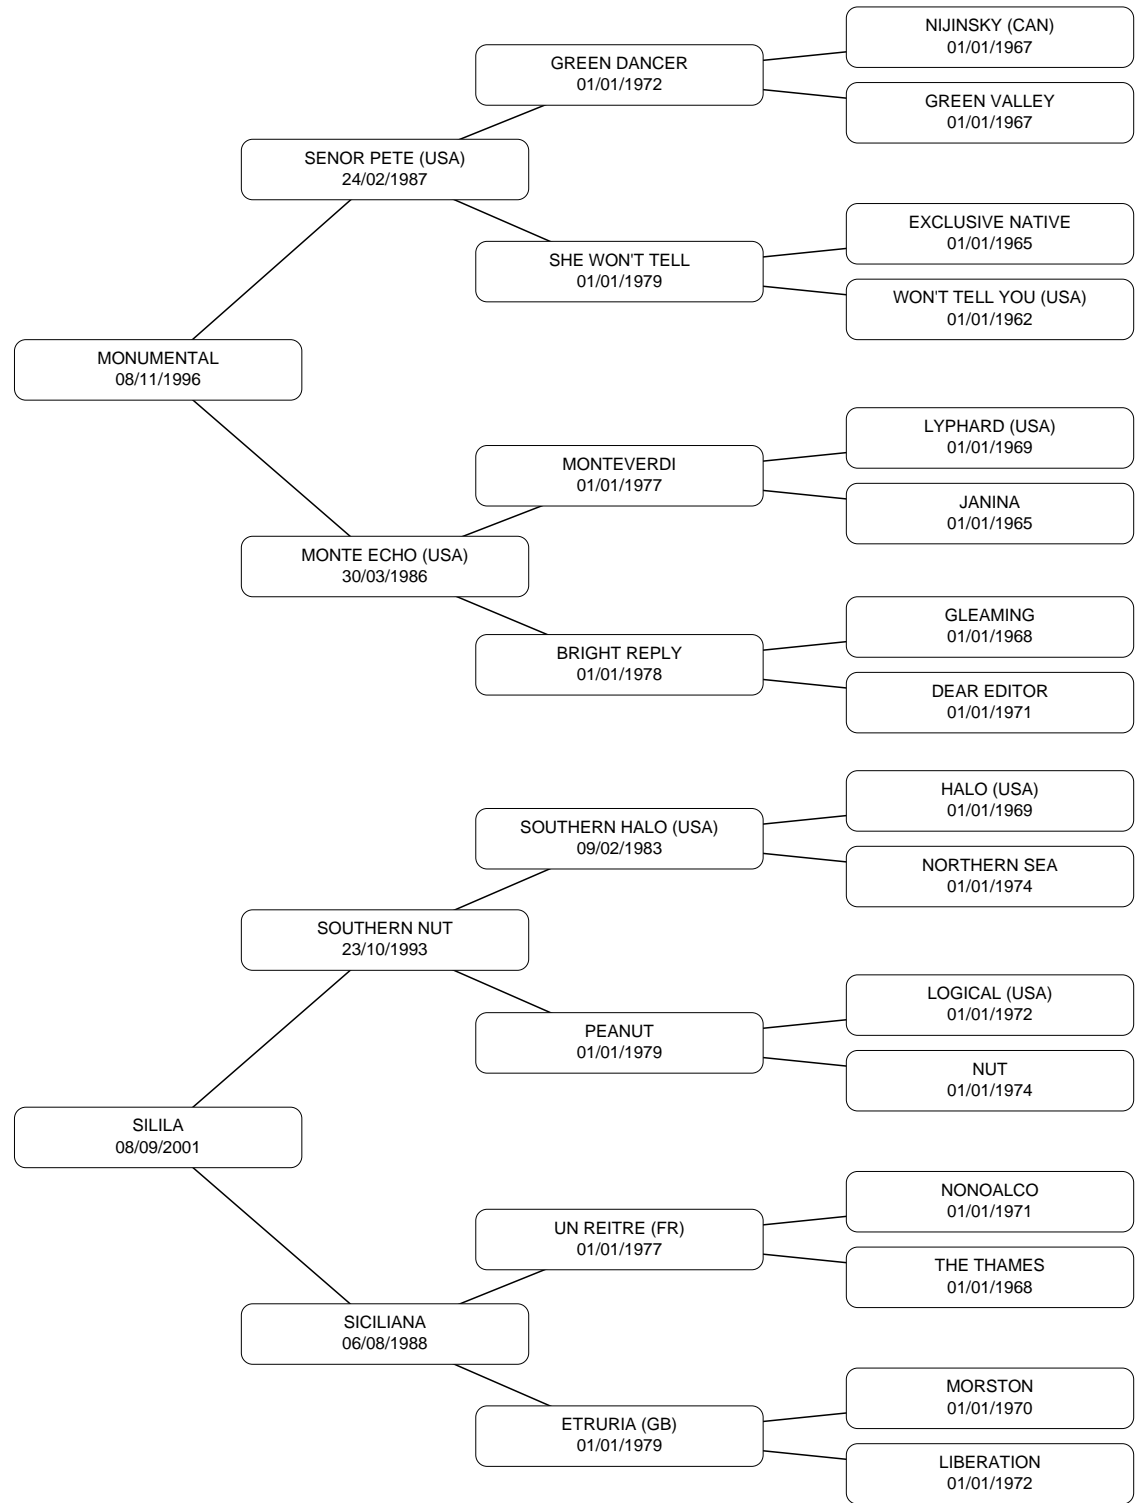 NIJINSKY (CAN)
01/01/1967
GREEN DANCER
01/01/1972
GREEN VALLEY
01/01/1967
SENOR PETE (USA)
24/02/1987
EXCLUSIVE NATIVE
01/01/1965
SHE WON'T TELL
01/01/1979
WON'T TELL YOU (USA)
01/01/1962
MONUMENTAL
08/11/1996
LYPHARD (USA)
01/01/1969
MONTEVERDI
01/01/1977
JANINA
01/01/1965
MONTE ECHO (USA)
30/03/1986
GLEAMING
01/01/1968
BRIGHT REPLY
01/01/1978
DEAR EDITOR
01/01/1971
HALO (USA)
01/01/1969
SOUTHERN HALO (USA)
09/02/1983
NORTHERN SEA
01/01/1974
SOUTHERN NUT
23/10/1993
LOGICAL (USA)
01/01/1972
PEANUT
01/01/1979
NUT
01/01/1974
SILILA
08/09/2001
NONOALCO
01/01/1971
UN REITRE (FR)
01/01/1977
THE THAMES
01/01/1968
SICILIANA
06/08/1988
MORSTON
01/01/1970
ETRURIA (GB)
01/01/1979
LIBERATION
01/01/1972